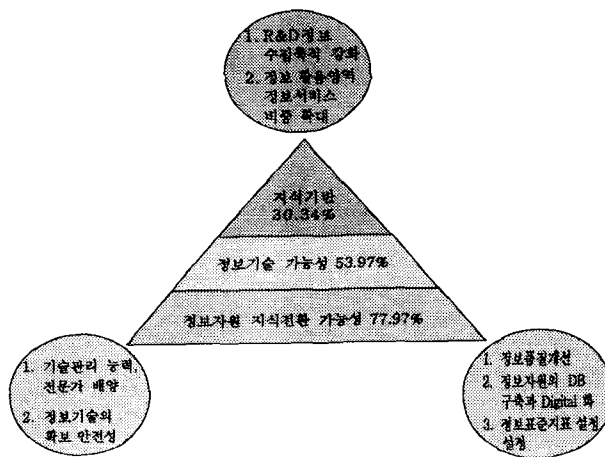 1. R&D정보
수집축적 강화
2. 정보 활용영역
정보서비스
비중 확대
지식기반
30.34%
정보기술 가능성 53.97%
정보자원 지식전환 가능성 77.97%
1. 기술관리 능력,
전문가 배양
2. 정보기술의
확보 안전성
1. 정보품질개선
2. 정보자원의 DB
구축과 Digital 화
3. 정보표준지표 설정
설정